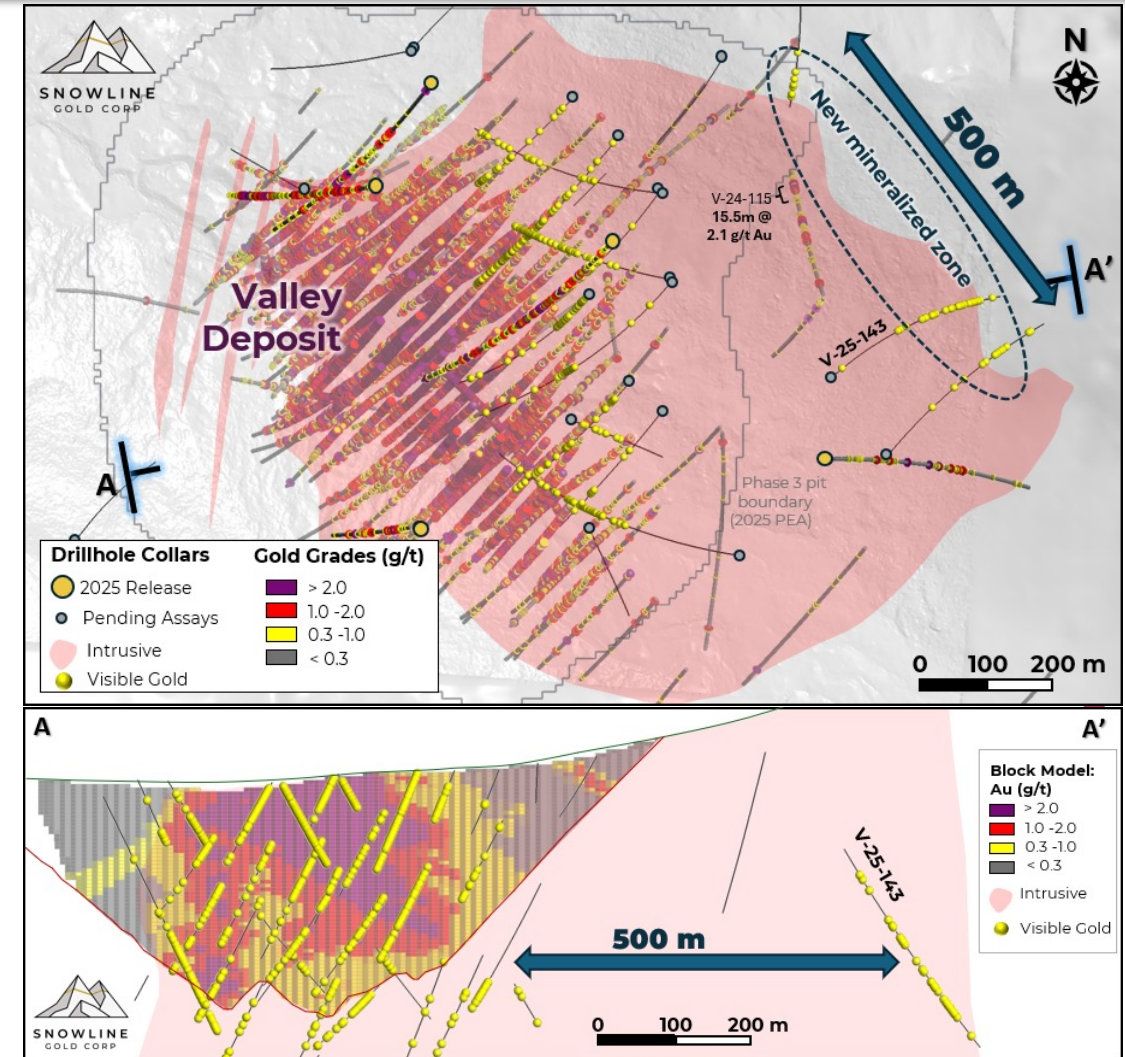 SNOWLINE
GOLD CORP
N
500 m
New mineralized zone
V-24-115
15.5m @
2.1 g/t Au
A'
Valley
Deposit
V-25-143
A
Phase 3 pit
boundary
(2025 PEA)
Drillhole Collars
2025 Release
Pending Assays
Intrusive
Visible Gold
Gold Grades (g/t)
> 2.0
1.0 -2.0
0.3 -1.0
< 0.3
0 100 200 m
A
A'
Block Model:
Au (g/t)
> 2.0
1.0 -2.0
0.3 -1.0
< 0.3
Intrusive
Visible Gold
V-25-143
500 m
0 100 200 m
SNOWLINE
GOLD CORP